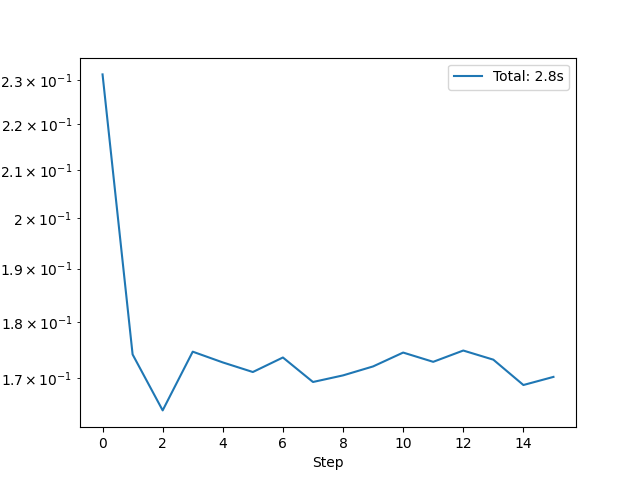 Total: 2.8s
2.3 × 10⁻¹
2.2 × 10⁻¹
2.1 × 10⁻¹
2 × 10⁻¹
1.9 × 10⁻¹
1.8 × 10⁻¹
1.7 × 10⁻¹
0 2 4 6 8 10 12 14
Step